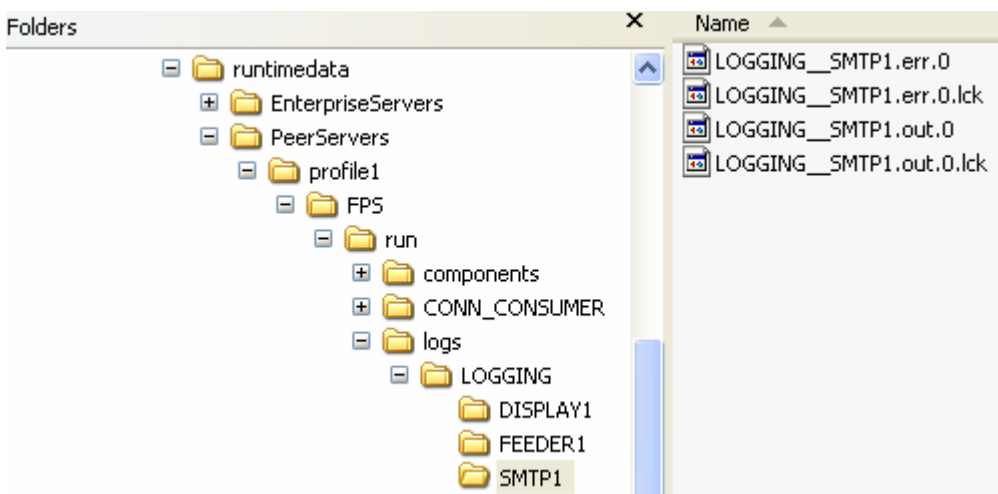 Folders
runtimedata
EnterpriseServers
PeerServers
profile1
FPS
run
components
CONN_CONSUMER
logs
LOGGING
DISPLAY1
FEEDER1
SMTP1
Name
LOGGING__SMTP1.err.0
LOGGING__SMTP1.err.0.lck
LOGGING__SMTP1.out.0
LOGGING__SMTP1.out.0.lck